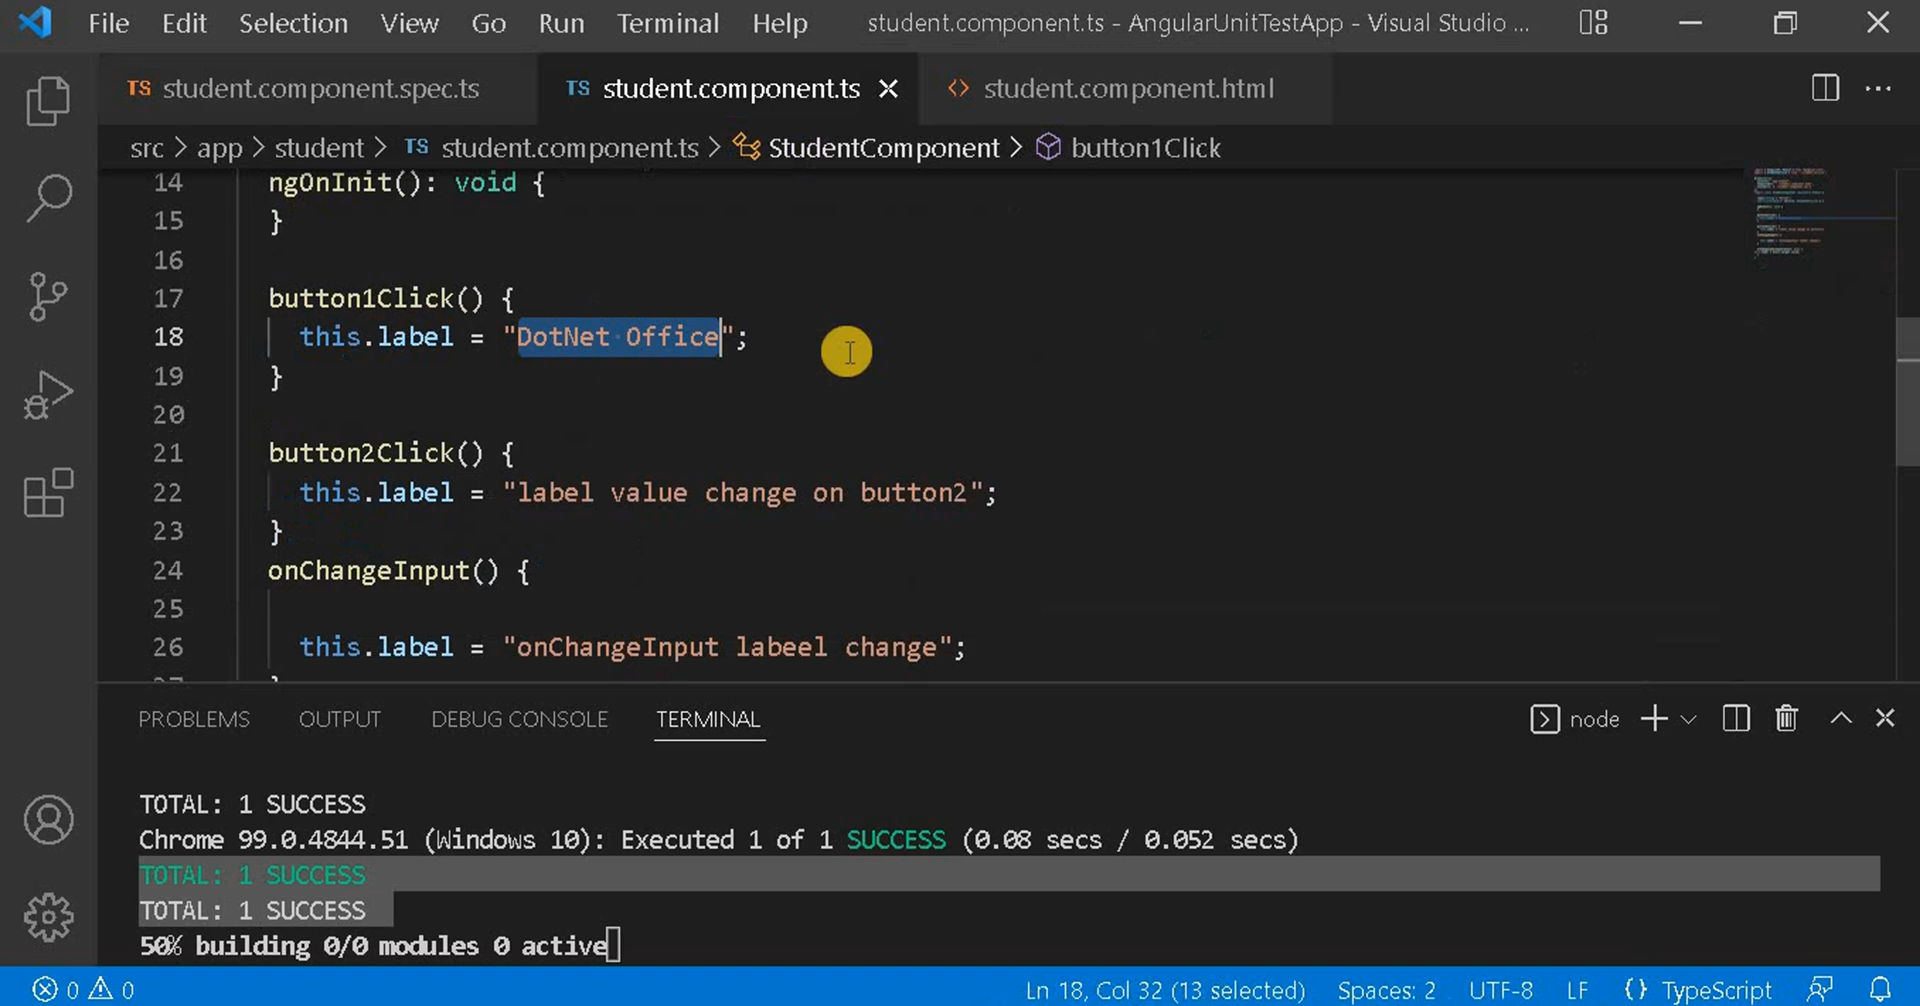 File Edit Selection View Go Run Terminal Help student.component.ts - AngularUnitTestApp - Visual Studio ...
TS student.component.spec.ts TS student.component.ts <> student.component.html
src > app > student > TS student.component.ts > StudentComponent > button1Click
14 ngOnInit(): void {
15 }
16
17 button1Click() {
18 this.label = "DotNet Office";
19 }
20
21 button2Click() {
22 this.label = "label value change on button2";
23 }
24 onChangeInput() {
25
26 this.label = "onChangeInput labeel change";
PROBLEMS OUTPUT DEBUG CONSOLE TERMINAL node
TOTAL: 1 SUCCESS
Chrome 99.0.4844.51 (Windows 10): Executed 1 of 1 SUCCESS (0.08 secs / 0.052 secs)
TOTAL: 1 SUCCESS
TOTAL: 1 SUCCESS
50% building 0/0 modules 0 active
0 0 Ln 18, Col 32 (13 selected) Spaces: 2 UTF-8 LF {} TypeScript